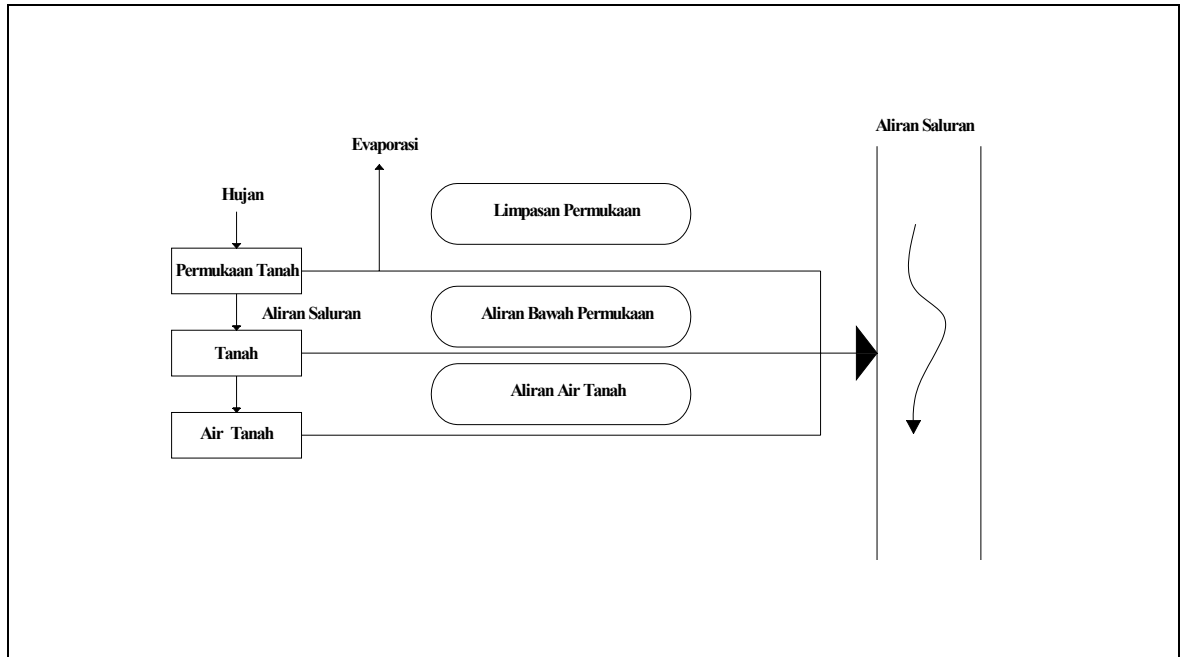 Aliran Saluran
Evaporasi
Hujan
Limpasan Permukaan
Permukaan Tanah
Aliran Saluran
Aliran Bawah Permukaan
Tanah
Aliran Air Tanah
Air Tanah